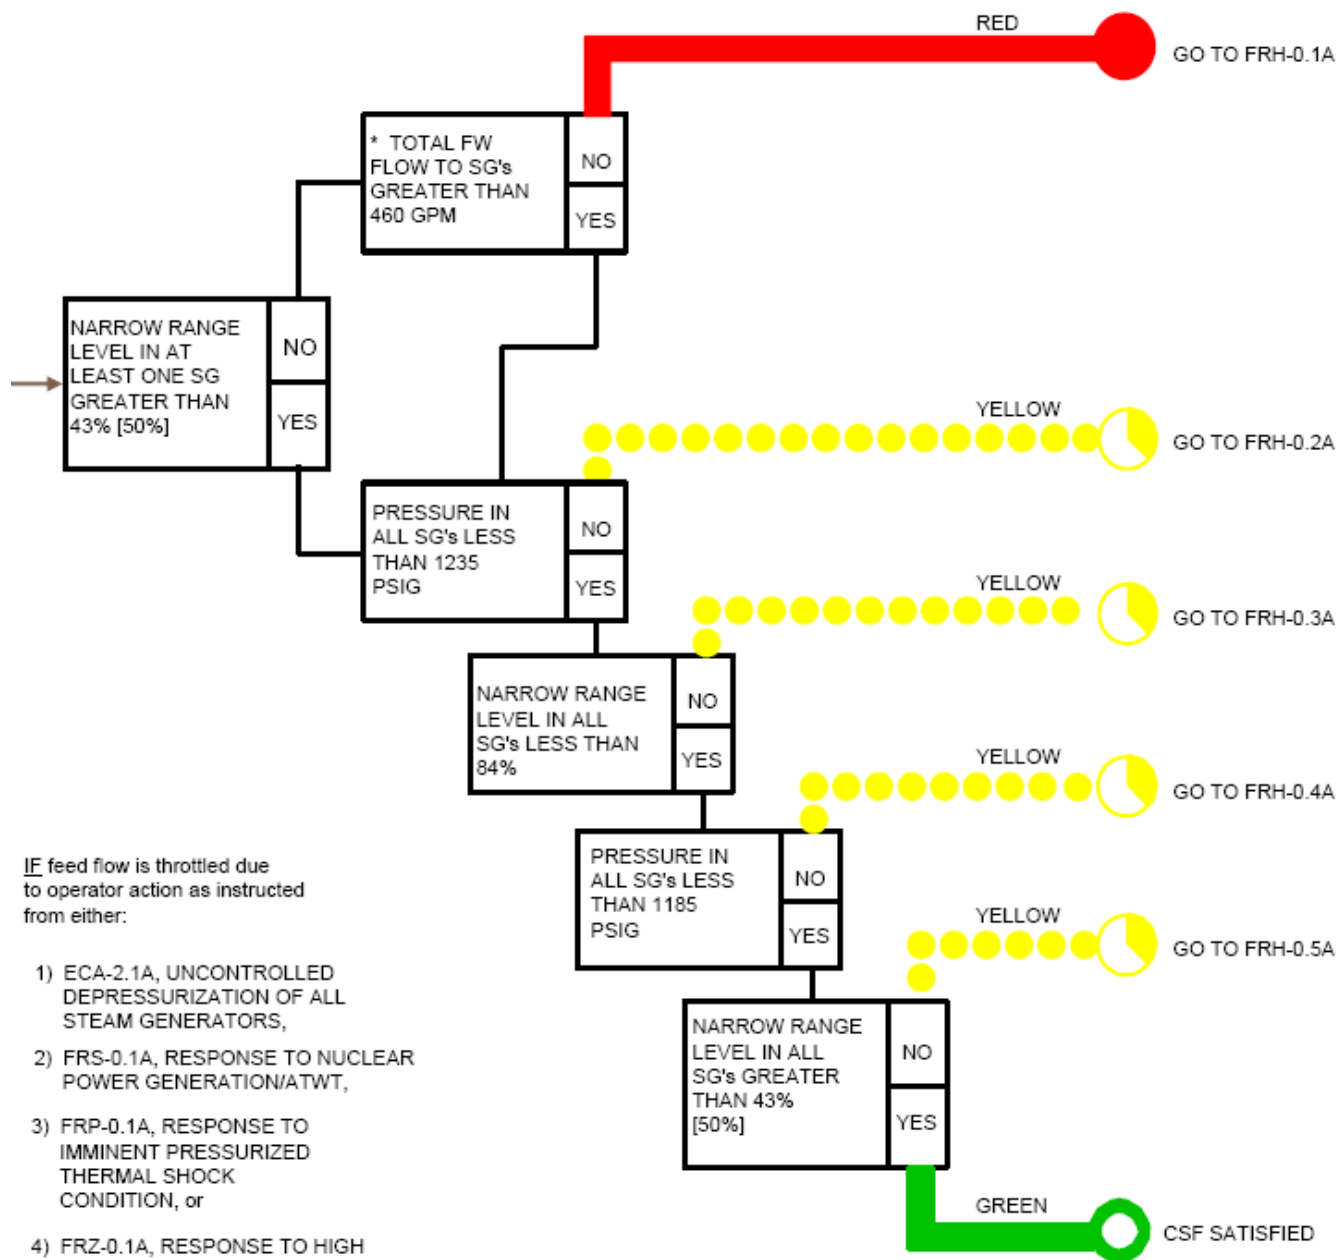 RED
GO TO FRH-0.1A
* TOTAL FW
FLOW TO SG's
GREATER THAN
460 GPM
NO
YES
NARROW RANGE
LEVEL IN AT
LEAST ONE SG
GREATER THAN
43% [50%]
NO
YES
YELLOW
GO TO FRH-0.2A
PRESSURE IN
ALL SG's LESS
THAN 1235
PSIG
NO
YES
YELLOW
GO TO FRH-0.3A
NARROW RANGE
LEVEL IN ALL
SG's LESS THAN
84%
NO
YES
YELLOW
GO TO FRH-0.4A
PRESSURE IN
ALL SG's LESS
THAN 1185
PSIG
NO
YES
YELLOW
GO TO FRH-0.5A
NARROW RANGE
LEVEL IN ALL
SG's GREATER
THAN 43%
[50%]
NO
YES
GREEN
CSF SATISFIED
IF feed flow is throttled due
to operator action as instructed
from either:
1) ECA-2.1A, UNCONTROLLED
DEPRESSURIZATION OF ALL
STEAM GENERATORS,
2) FRS-0.1A, RESPONSE TO NUCLEAR
POWER GENERATION/ATWT,
3) FRP-0.1A, RESPONSE TO
IMMINENT PRESSURIZED
THERMAL SHOCK
CONDITION, or
4) FRZ-0.1A, RESPONSE TO HIGH